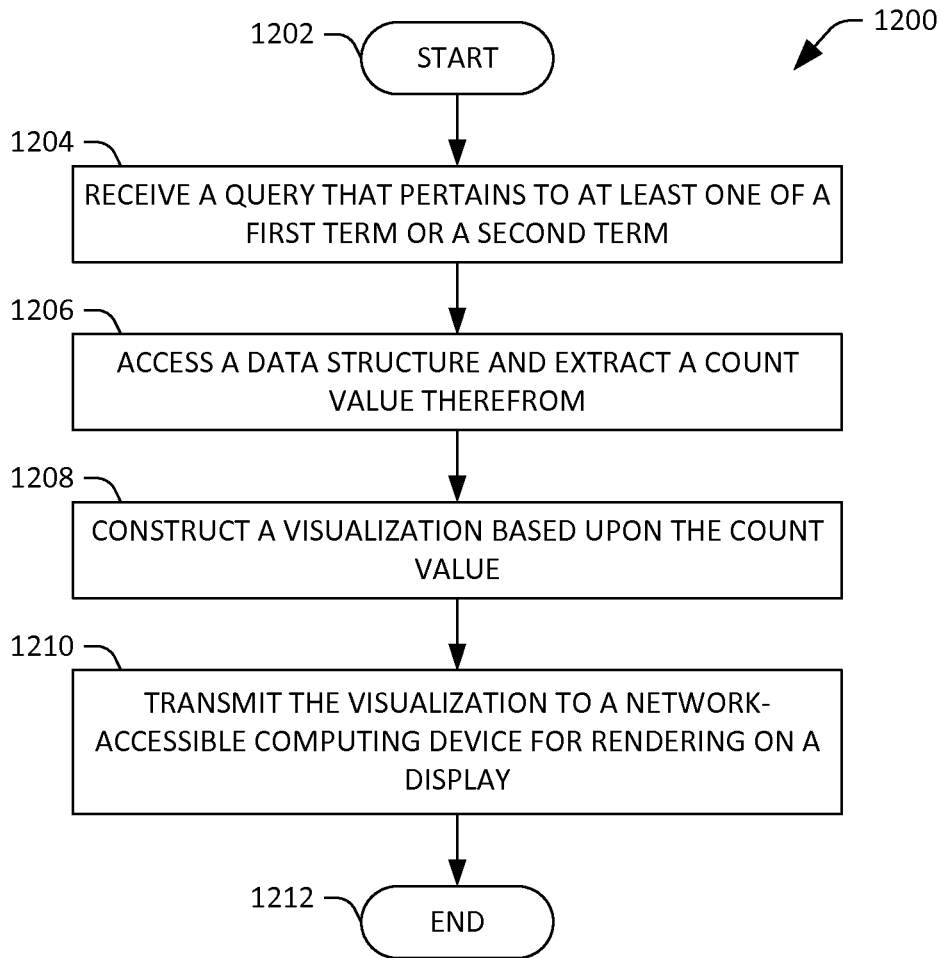 1200
1202
START
1204
RECEIVE A QUERY THAT PERTAINS TO AT LEAST ONE OF A
FIRST TERM OR A SECOND TERM
1206
ACCESS A DATA STRUCTURE AND EXTRACT A COUNT
VALUE THEREFROM
1208
CONSTRUCT A VISUALIZATION BASED UPON THE COUNT
VALUE
1210
TRANSMIT THE VISUALIZATION TO A NETWORK-
ACCESSIBLE COMPUTING DEVICE FOR RENDERING ON A
DISPLAY
1212
END